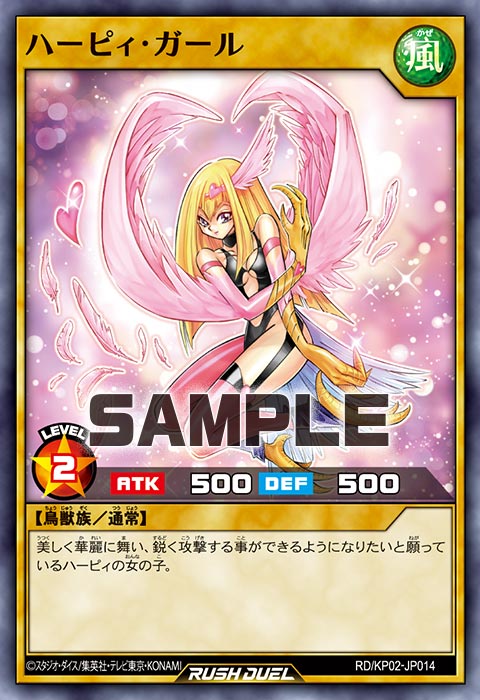 ハーピィ・ガール
かぜ
風
SAMPLE
LEVEL
2
ATK 500 DEF 500
【鳥獣族／通常】
美しく華麗に舞い、鋭く攻撃する事ができるようになりたいと願って
いるハーピィの女の子。
©スタジオ・ダイス/集英社・テレビ東京・KONAMI
RUSH DUEL
RD/KP02-JP014